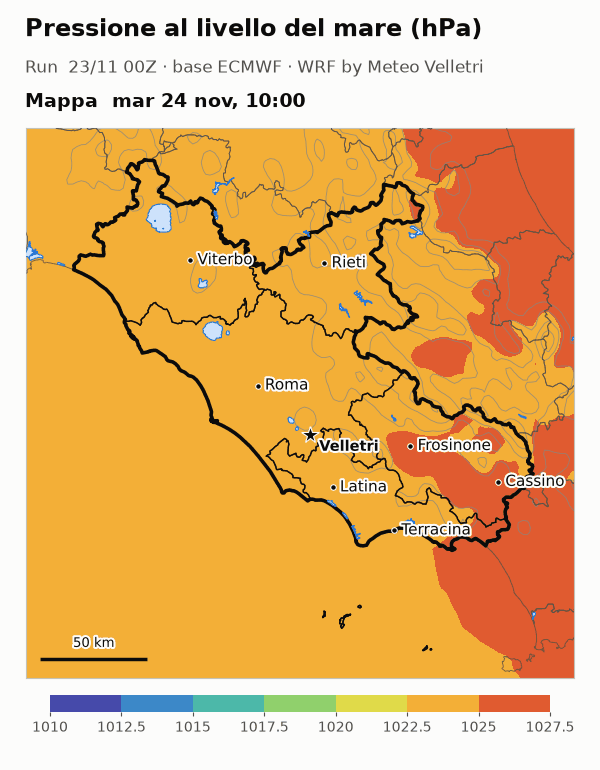 Pressione al livello del mare (hPa)
Run  23/11 00Z · base ECMWF · WRF by Meteo Velletri
Mappa  mar 24 nov, 10:00
Viterbo
Rieti
Roma
Velletri
Frosinone
Cassino
Latina
Terracina
50 km
1010 1012.5 1015 1017.5 1020 1022.5 1025 1027.5